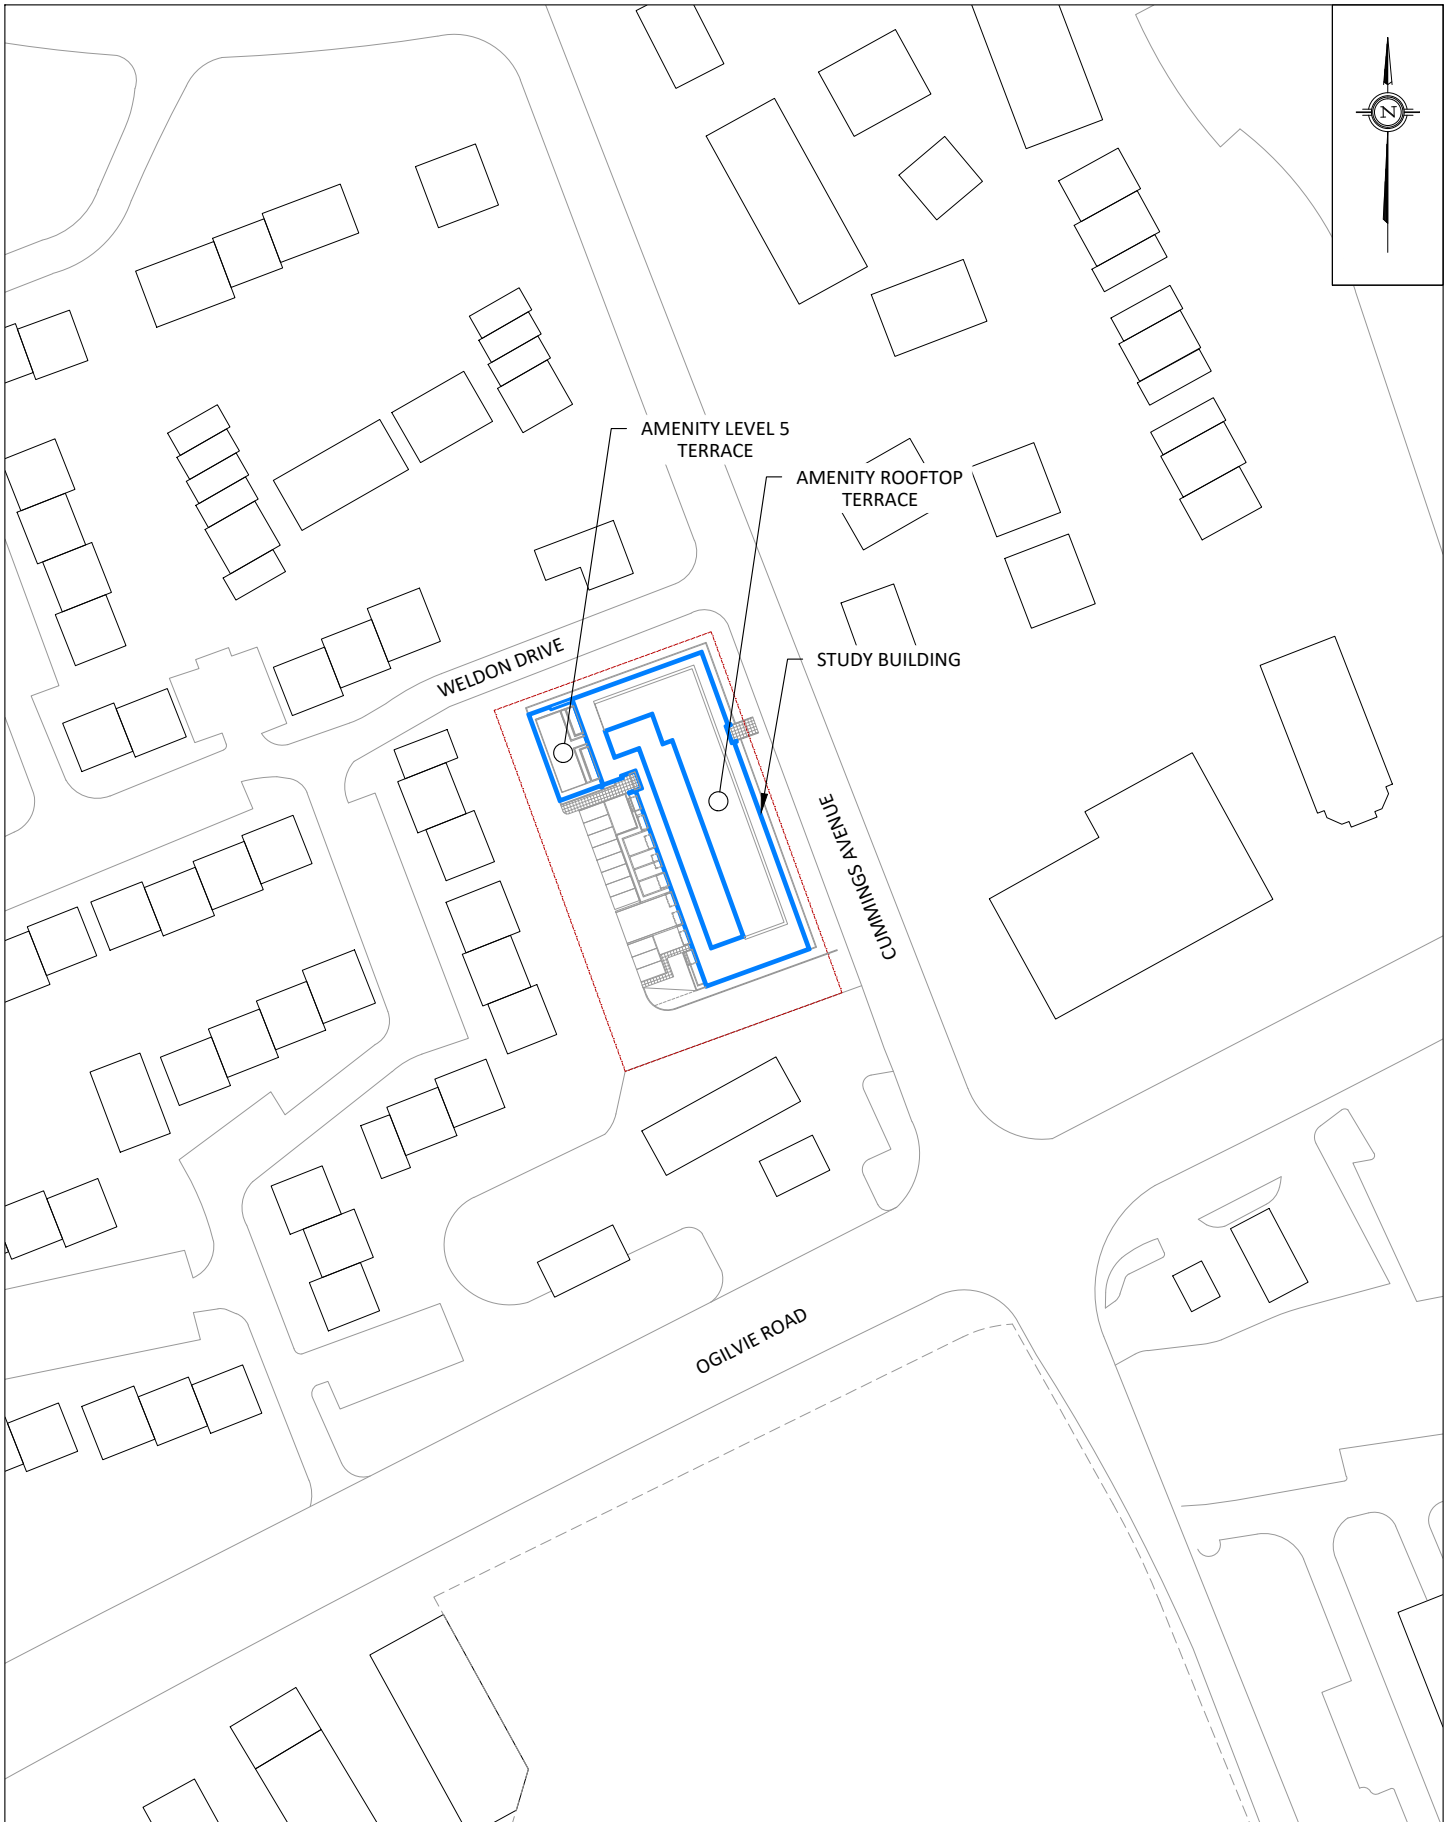 N
AMENITY LEVEL 5
TERRACE
AMENITY ROOFTOP
TERRACE
WELDON DRIVE
STUDY BUILDING
CUMMINGS AVENUE
OGILVIE ROAD